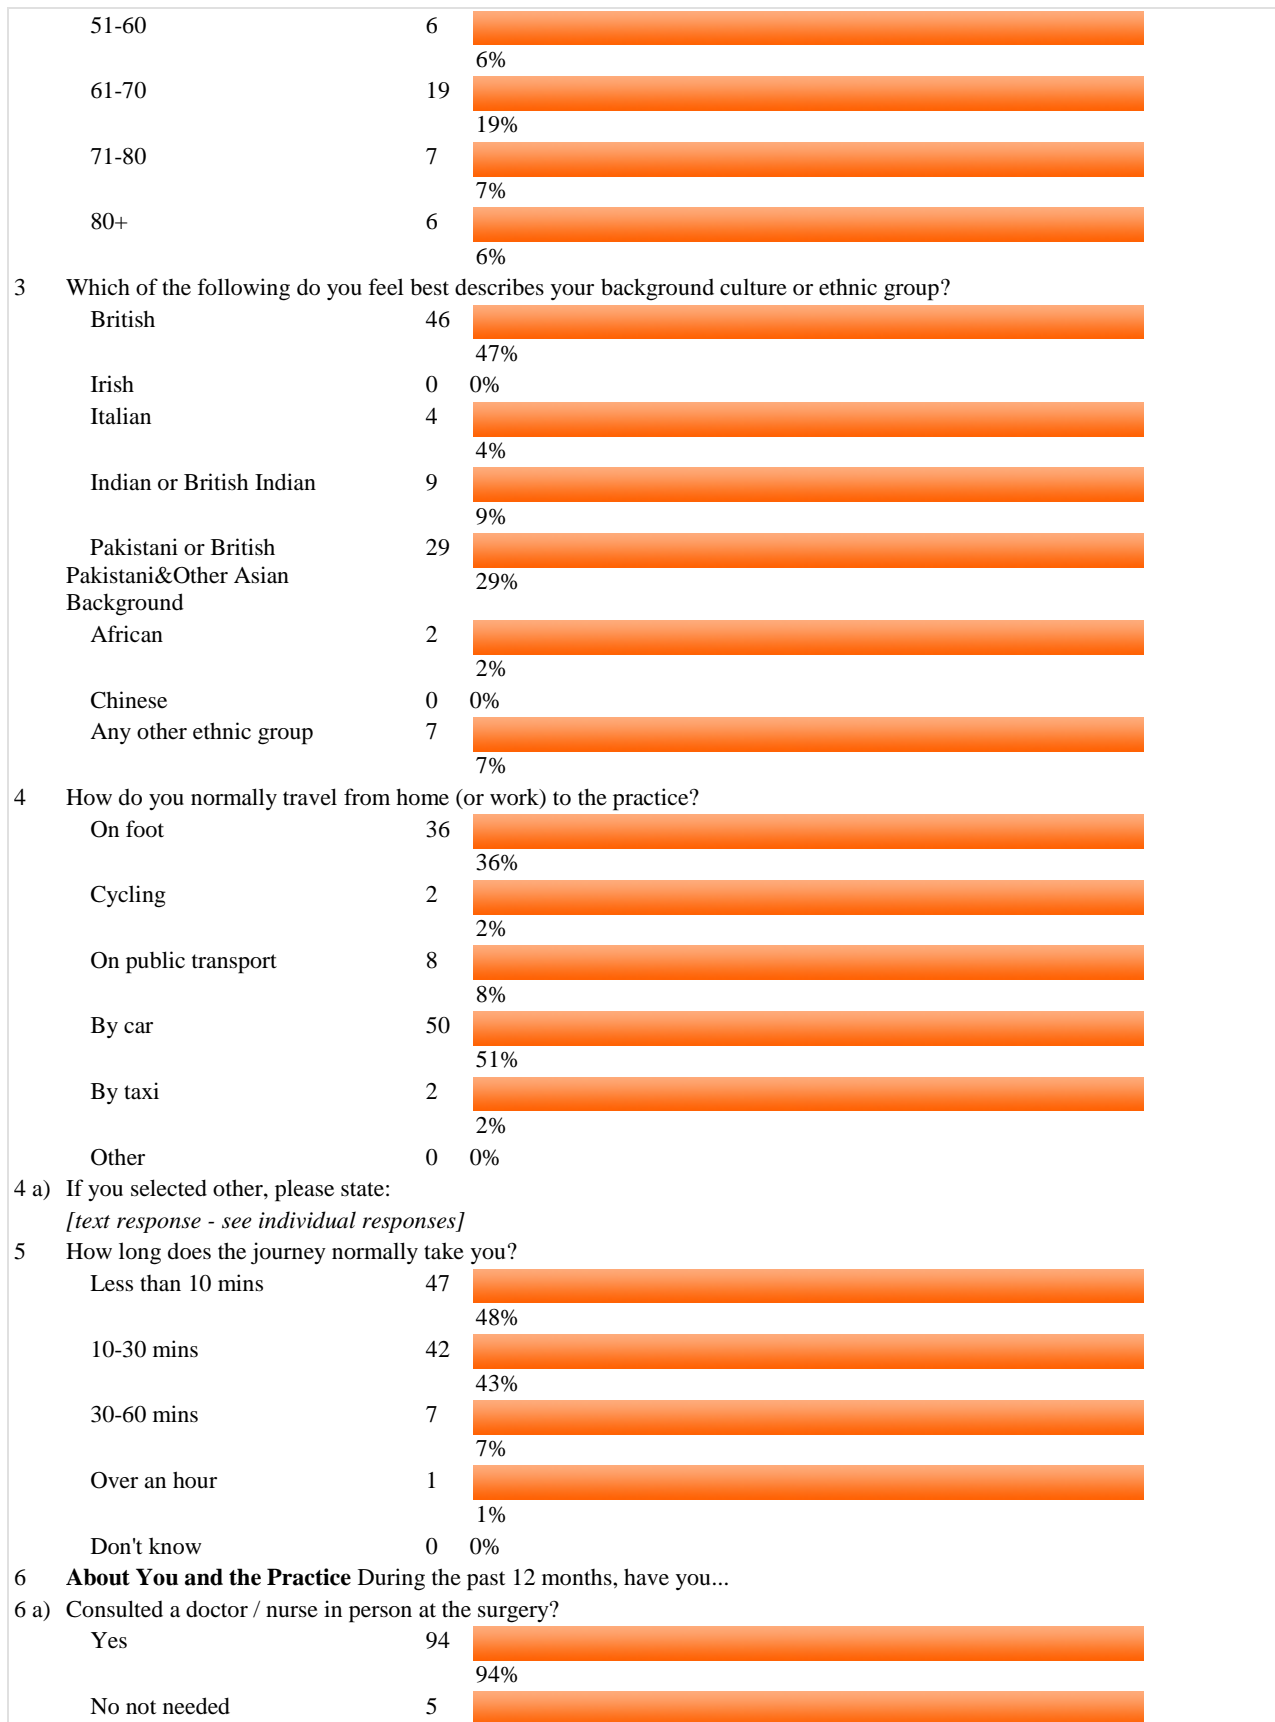 51-60 6
6%
61-70 19
19%
71-80 7
7%
80+ 6
6%
3 Which of the following do you feel best describes your background culture or ethnic group?
British 46
47%
Irish 0 0%
Italian 4
4%
Indian or British Indian 9
9%
Pakistani or British 29
Pakistani&Other Asian 29%
Background
African 2
2%
Chinese 0 0%
Any other ethnic group 7
7%
4 How do you normally travel from home (or work) to the practice?
On foot 36
36%
Cycling 2
2%
On public transport 8
8%
By car 50
51%
By taxi 2
2%
Other 0 0%
4 a) If you selected other, please state:
[text response - see individual responses]
5 How long does the journey normally take you?
Less than 10 mins 47
48%
10-30 mins 42
43%
30-60 mins 7
7%
Over an hour 1
1%
Don't know 0 0%
6 About You and the Practice During the past 12 months, have you...
6 a) Consulted a doctor / nurse in person at the surgery?
Yes 94
94%
No not needed 5